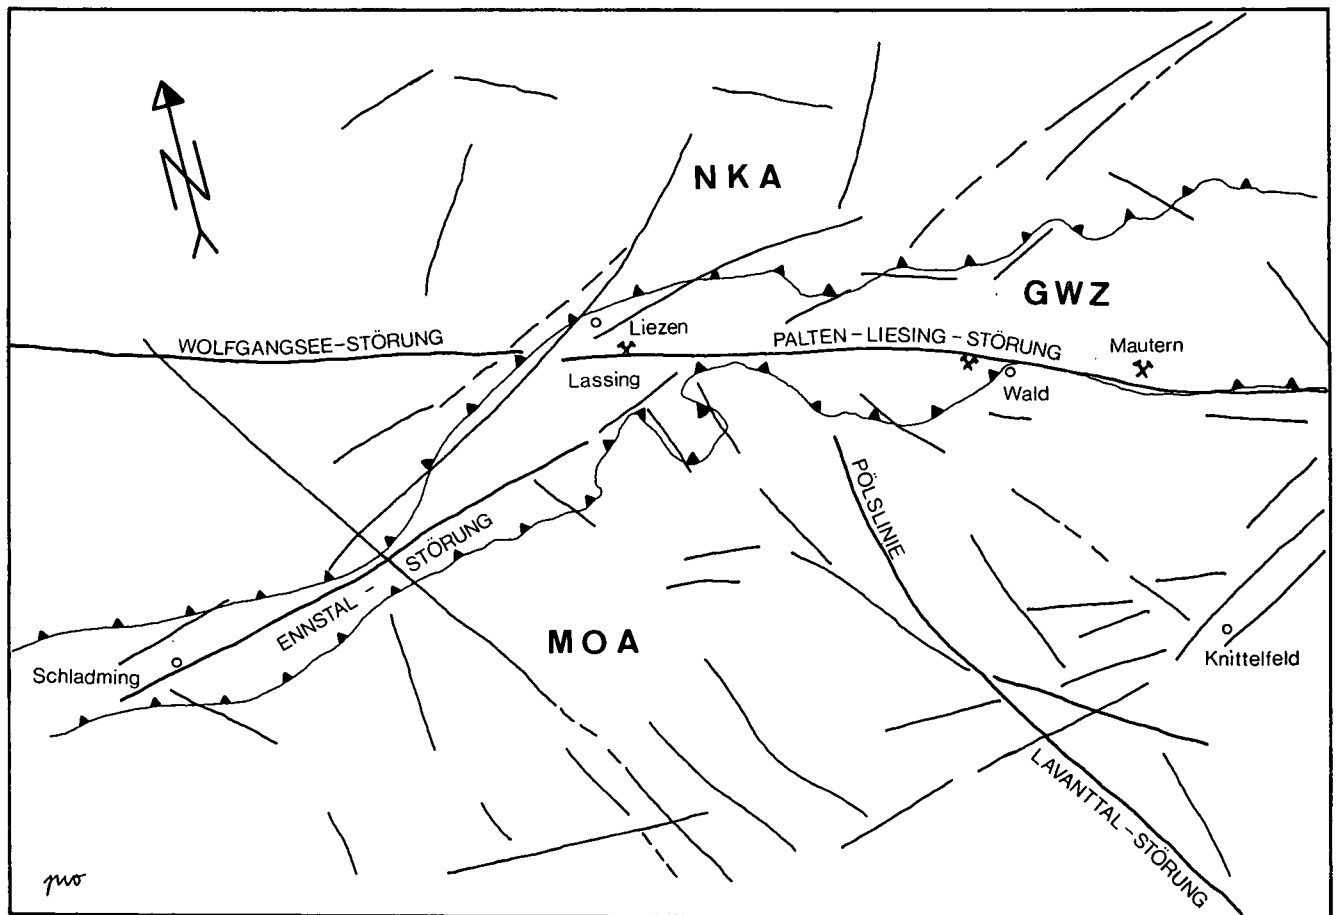 N
NKA
GWZ
Liezen
WOLFGANGSEE-STÖRUNG
PALTEN-LIESING-STÖRUNG
Mautern
Lassing
Wald
PÖLSLINIE
ENNSTAL-STÖRUNG
MOA
Knittelfeld
Schladming
LAVANTTAL-STÖRUNG